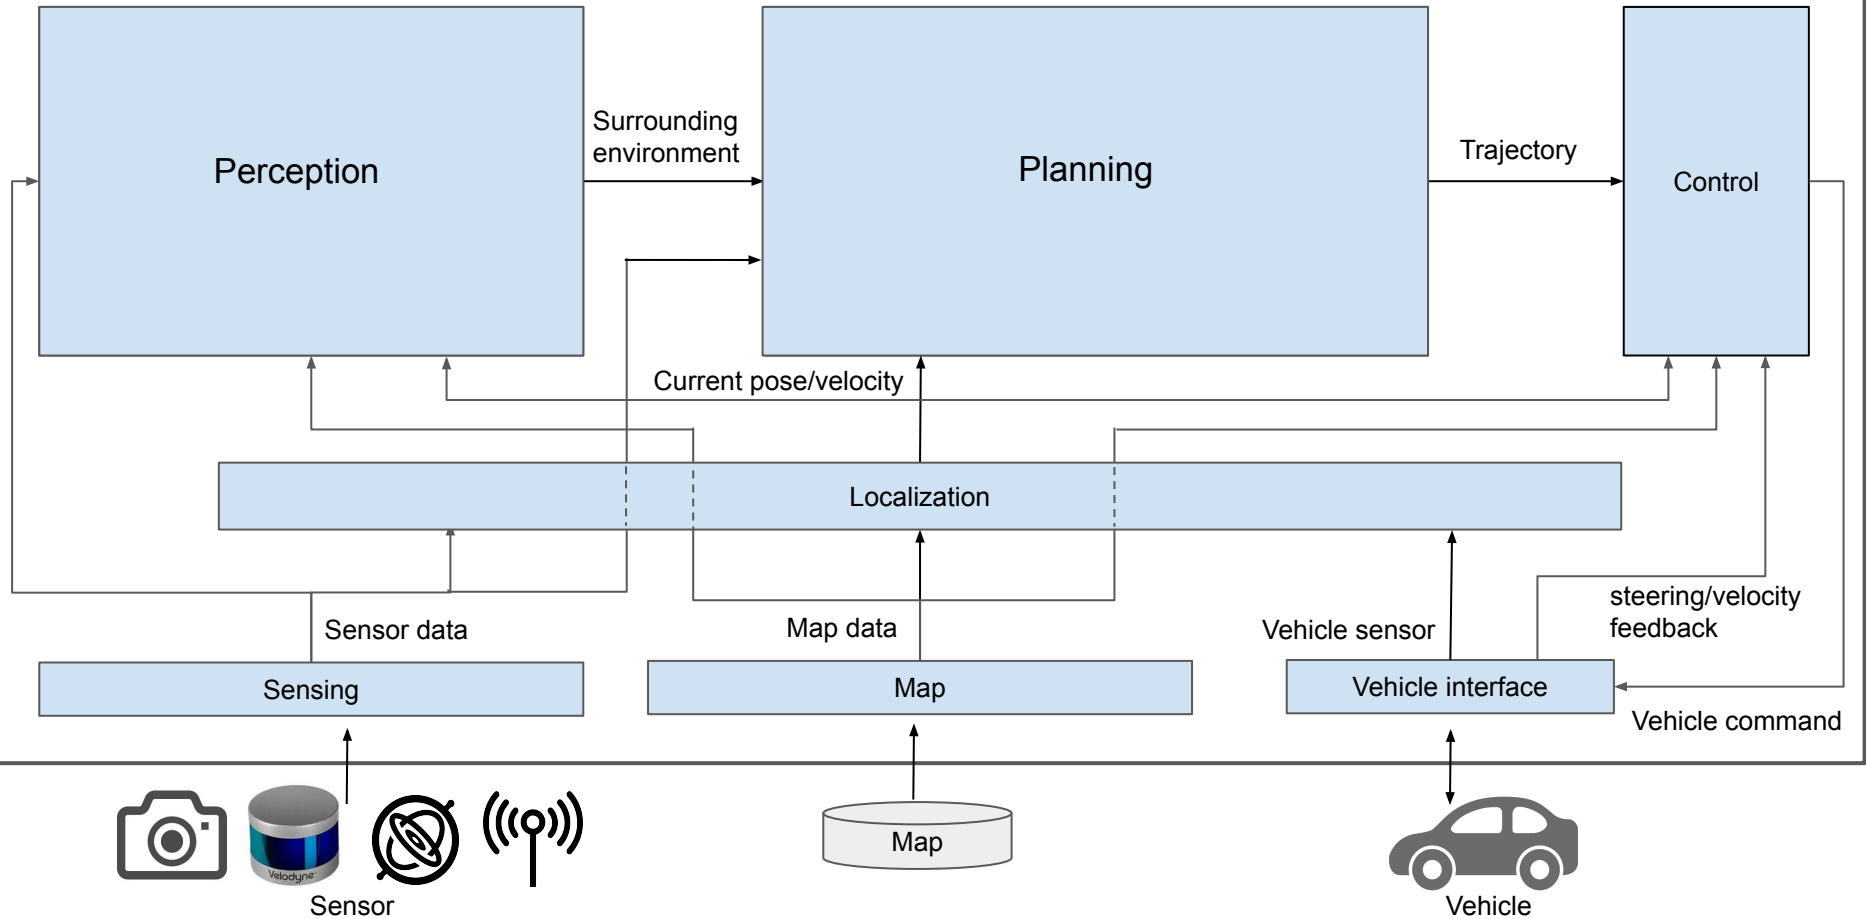 Surrounding
environment
Perception
Planning
Trajectory
Control
Current pose/velocity
Localization
Sensor data
Map data
Vehicle sensor
steering/velocity
feedback
Sensing
Map
Vehicle interface
Vehicle command
Velodyne
Map
Sensor
Vehicle